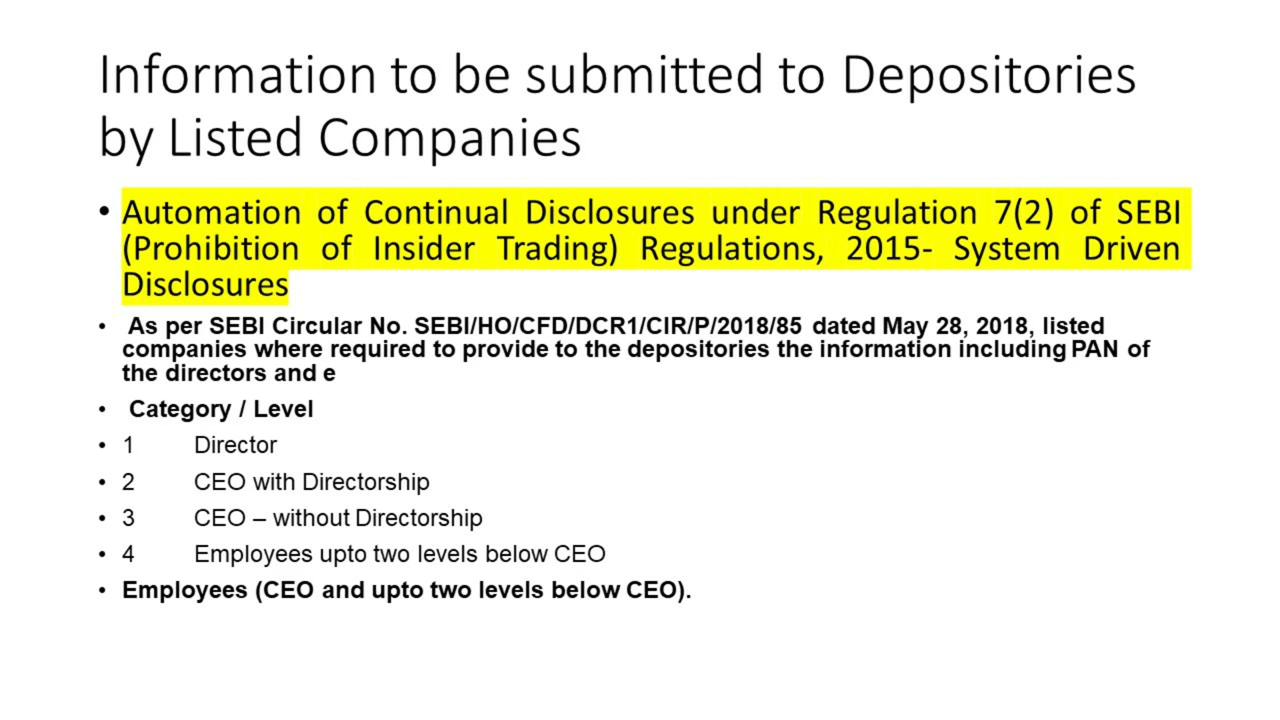 Information to be submitted to Depositories
by Listed Companies
• Automation of Continual Disclosures under Regulation 7(2) of SEBI
(Prohibition of Insider Trading) Regulations, 2015- System Driven
Disclosures
• As per SEBI Circular No. SEBI/HO/CFD/DCR1/CIR/P/2018/85 dated May 28, 2018, listed
companies where required to provide to the depositories the information including PAN of
the directors and e
• Category / Level
• 1 Director
• 2 CEO with Directorship
• 3 CEO – without Directorship
• 4 Employees upto two levels below CEO
• Employees (CEO and upto two levels below CEO).